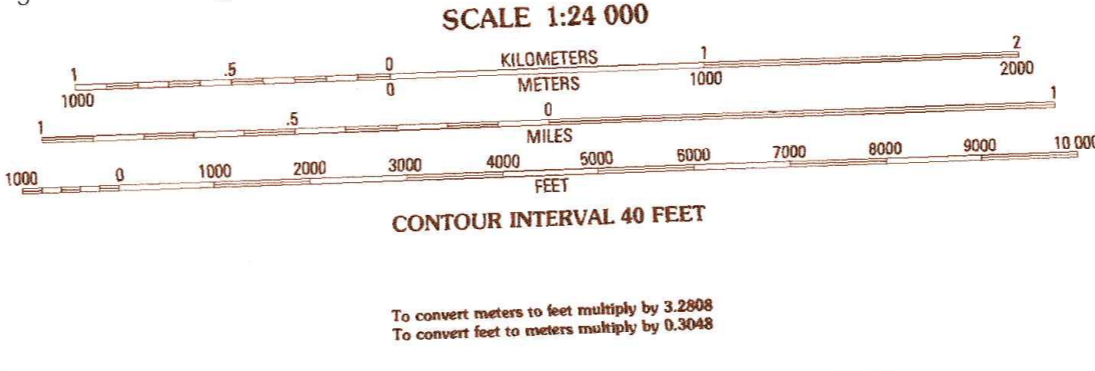 SCALE 1:24 000
1 .5 0 KILOMETERS 1 2
1000 0 METERS 1000 2000
1 .5 0 1
MILES
1000 0 1000 2000 3000 4000 5000 6000 7000 8000 9000 10 000
FEET
CONTOUR INTERVAL 40 FEET
To convert meters to feet multiply by 3.2808
To convert feet to meters multiply by 0.3048